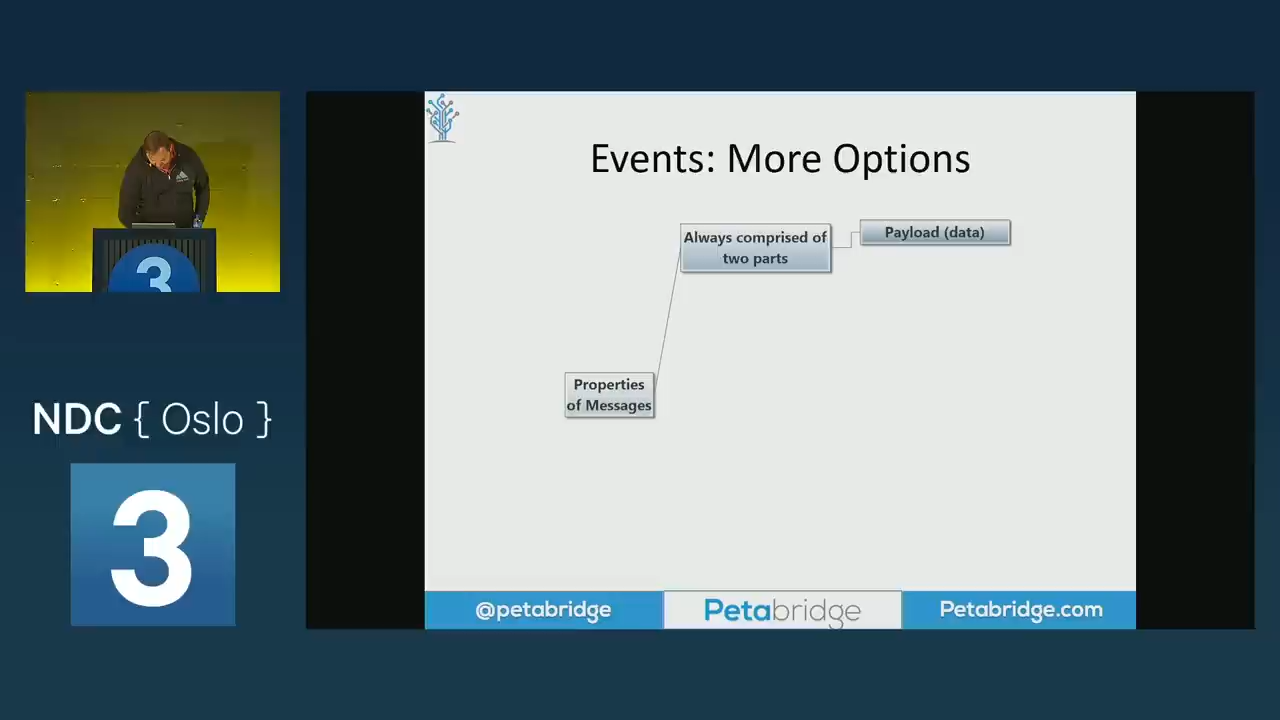 3
NDC { Oslo }
3
Events: More Options
Always comprised of
two parts
Payload (data)
Properties
of Messages
@petabridge
Petabridge
Petabridge.com